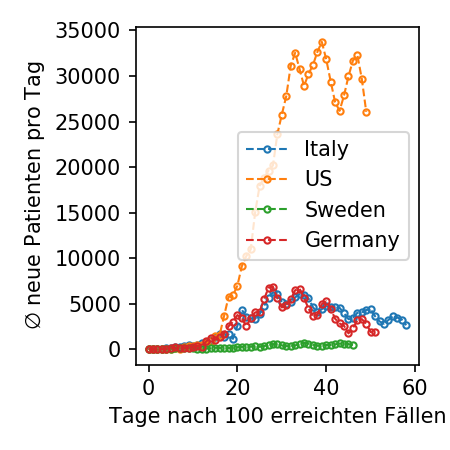 ∅ neue Patienten pro Tag
35000
30000
25000
20000
15000
10000
5000
0
Italy
US
Sweden
Germany
0 20 40 60
Tage nach 100 erreichten Fällen